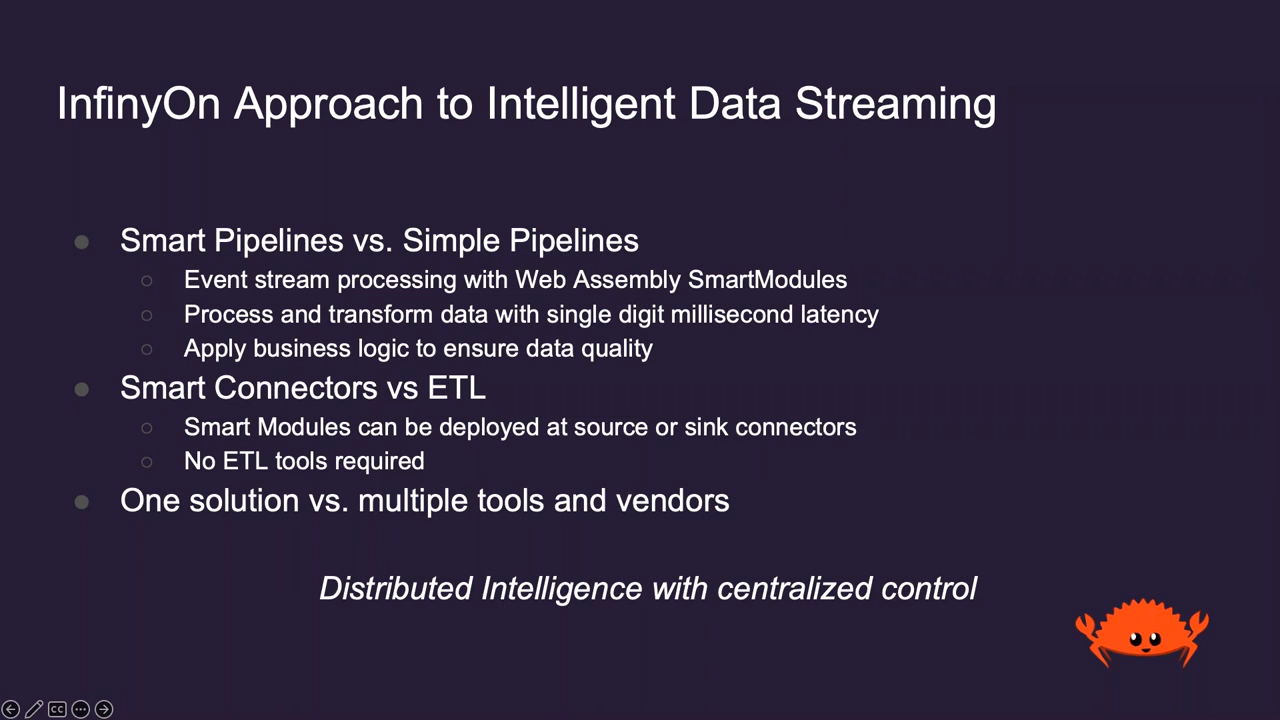 InfinyOn Approach to Intelligent Data Streaming
● Smart Pipelines vs. Simple Pipelines
○ Event stream processing with Web Assembly SmartModules
○ Process and transform data with single digit millisecond latency
○ Apply business logic to ensure data quality
● Smart Connectors vs ETL
○ Smart Modules can be deployed at source or sink connectors
○ No ETL tools required
● One solution vs. multiple tools and vendors
Distributed Intelligence with centralized control
CC